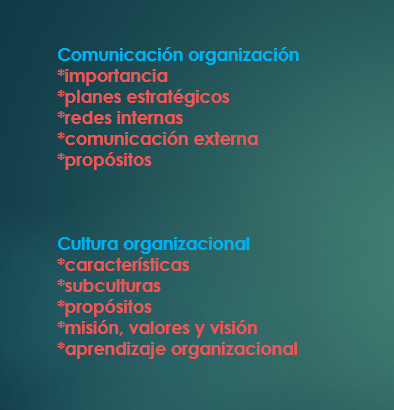 Comunicación organización
*importancia
*planes estratégicos
*redes internas
*comunicación externa
*propósitos
Cultura organizacional
*características
*subculturas
*propósitos
*misión, valores y visión
*aprendizaje organizacional